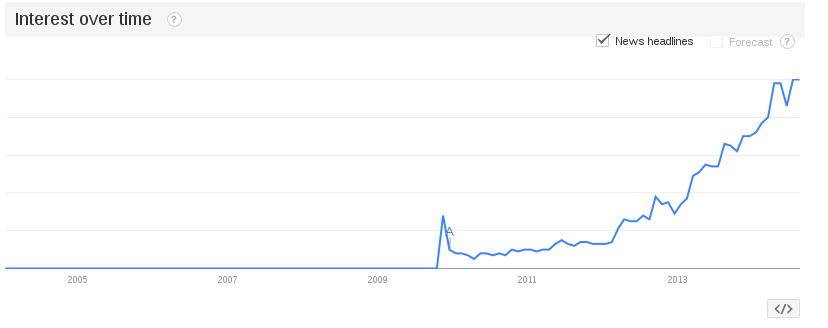 Interest over time ?
News headlines Forecast ?
A
2005 2007 2009 2011 2013
</>